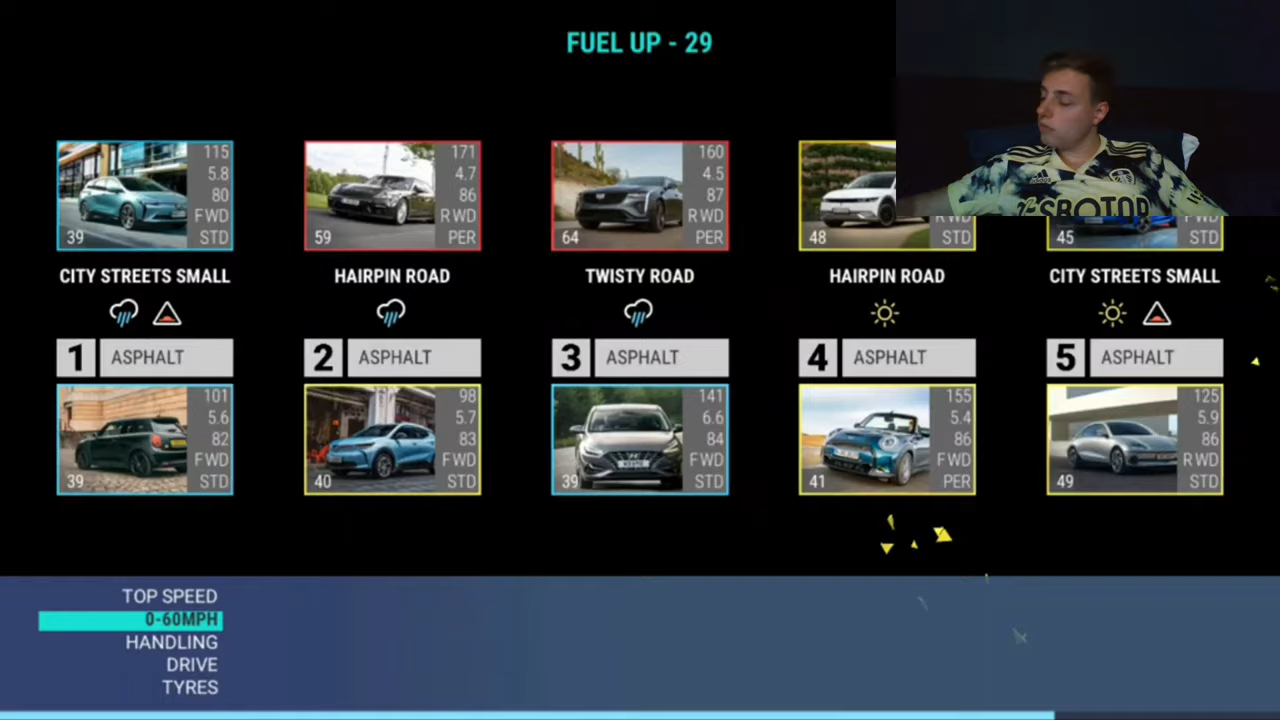 FUEL UP - 29
115
5.8
80
FWD
STD
39
171
4.7
86
RWD
PER
59
160
4.5
87
RWD
PER
64
STD
48
STD
45
adidas
SBOTOP
CITY STREETS SMALL
HAIRPIN ROAD
TWISTY ROAD
HAIRPIN ROAD
CITY STREETS SMALL
1 ASPHALT
2 ASPHALT
3 ASPHALT
4 ASPHALT
5 ASPHALT
101
5.6
82
FWD
STD
39
98
5.7
83
FWD
STD
40
141
6.6
84
FWD
STD
39
155
5.4
86
FWD
PER
41
125
5.9
86
RWD
STD
49
TOP SPEED
0-60MPH
HANDLING
DRIVE
TYRES